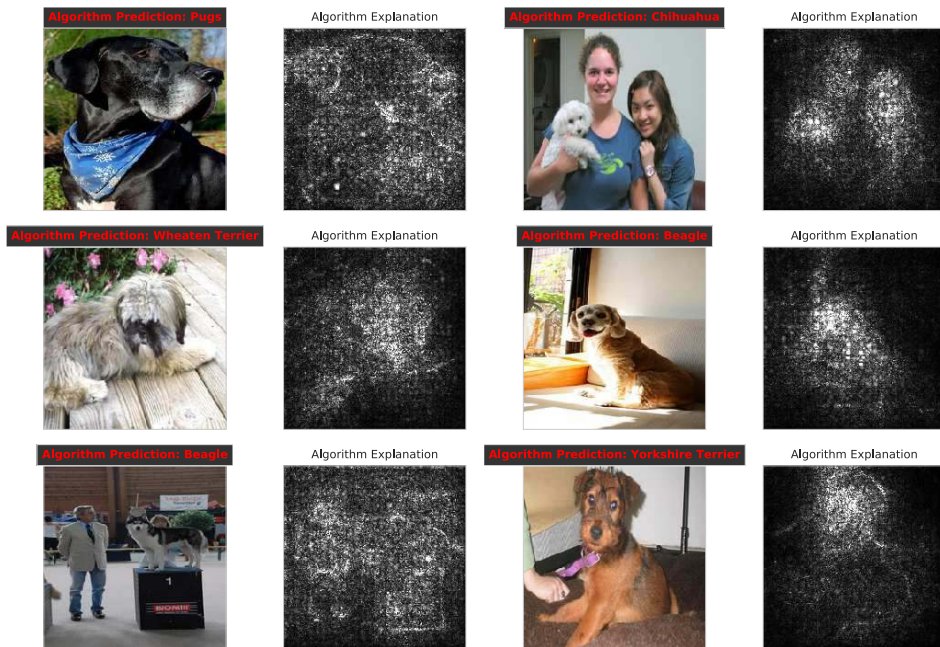 Algorithm Prediction: Pugs
Algorithm Explanation
Algorithm Prediction: Chihuahua
Algorithm Explanation
Algorithm Prediction: Wheaten Terrier
Algorithm Explanation
Algorithm Prediction: Beagle
Algorithm Explanation
Algorithm Prediction: Beagle
Algorithm Explanation
Algorithm Prediction: Yorkshire Terrier
Algorithm Explanation
1